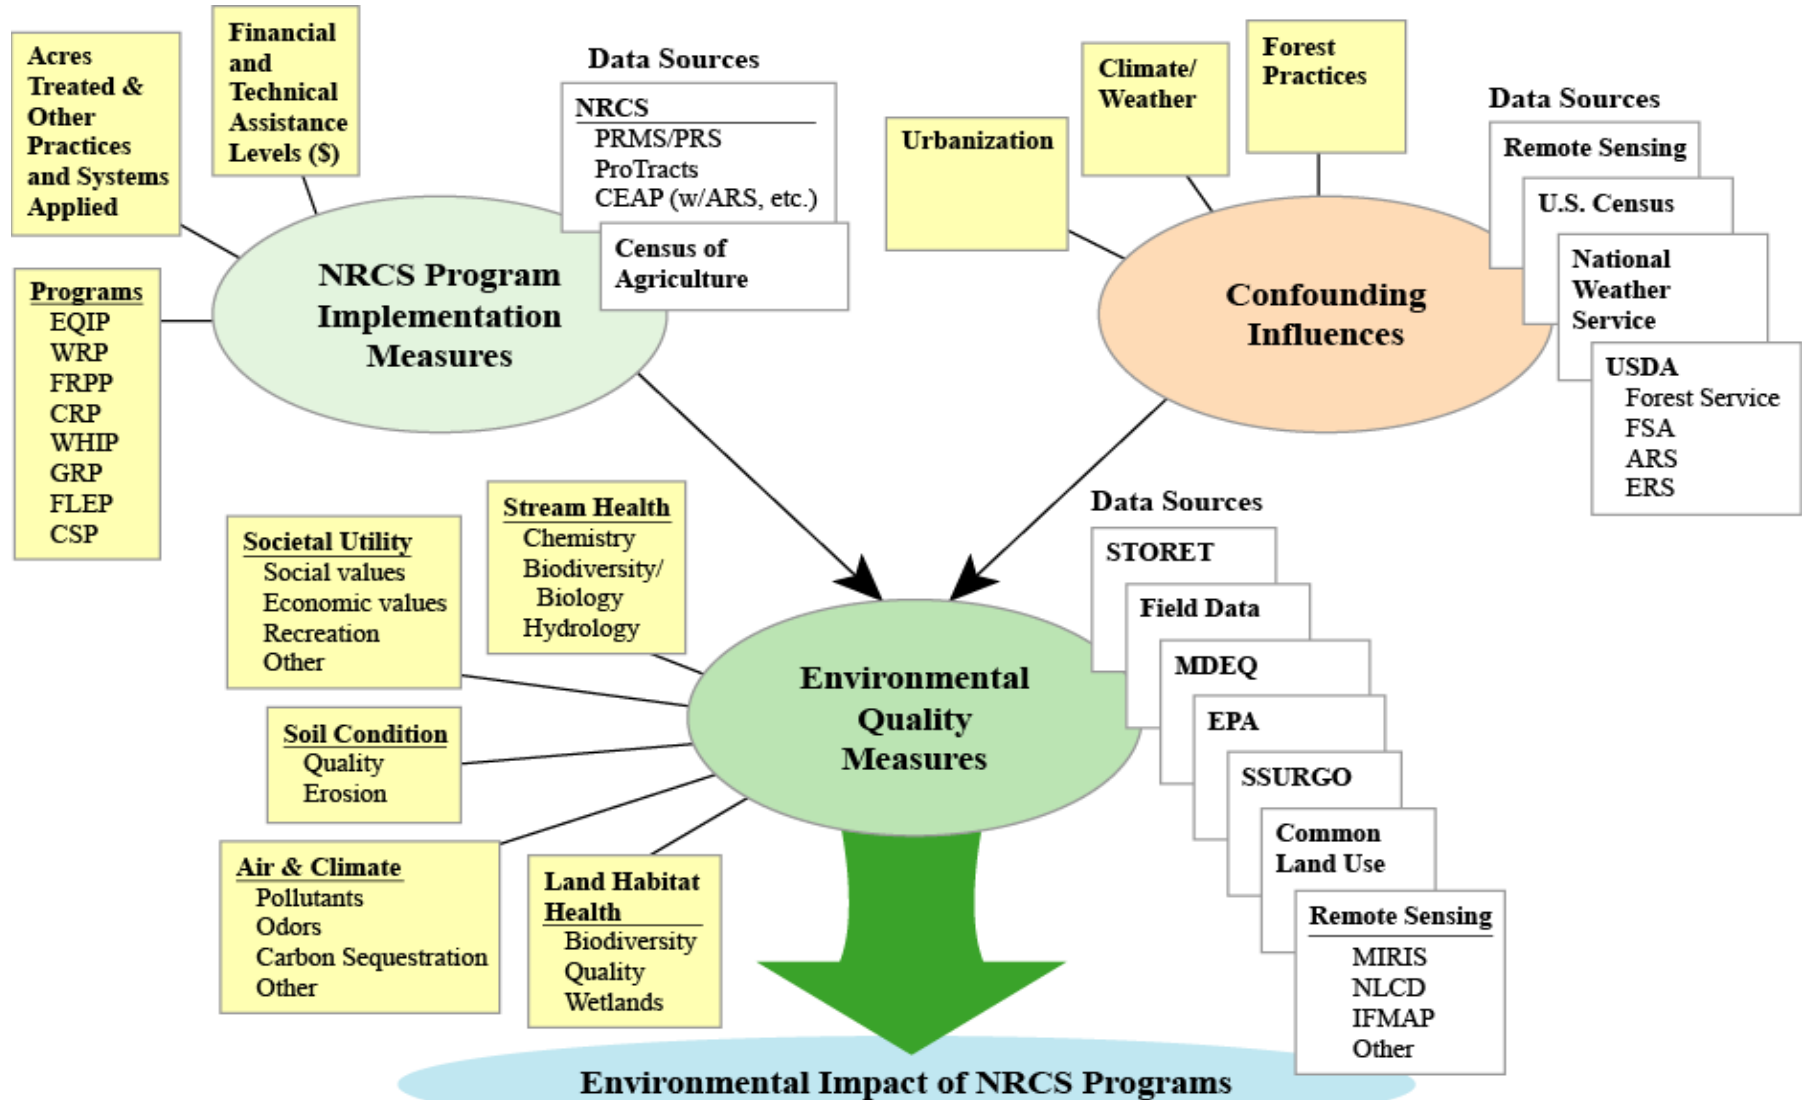 Acres
Treated &
Other
Practices
and Systems
Applied
Financial
and
Technical
Assistance
Levels ($)
Data Sources
NRCS
PRMS/PRS
ProTracts
CEAP (w/ARS, etc.)
Census of
Agriculture
NRCS Program
Implementation
Measures
Programs
EQIP
WRP
FRPP
CRP
WHIP
GRP
FLEP
CSP
Urbanization
Climate/
Weather
Forest
Practices
Data Sources
Remote Sensing
U.S. Census
National
Weather
Service
USDA
Forest Service
FSA
ARS
ERS
Confounding
Influences
Stream Health
Chemistry
Biodiversity/
Biology
Hydrology
Societal Utility
Social values
Economic values
Recreation
Other
Soil Condition
Quality
Erosion
Air & Climate
Pollutants
Odors
Carbon Sequestration
Other
Land Habitat
Health
Biodiversity
Quality
Wetlands
Environmental
Quality
Measures
Data Sources
STORET
Field Data
MDEQ
EPA
SSURGO
Common
Land Use
Remote Sensing
MIRIS
NLCD
IFMAP
Other
Environmental Impact of NRCS Programs